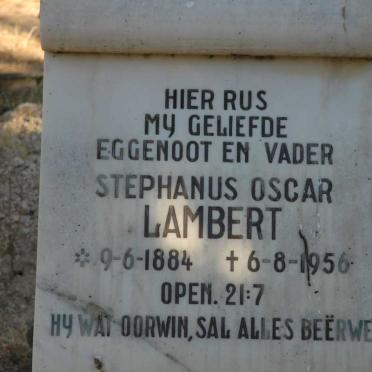 HIER RUS
MY GELIEFDE
EGGENOOT EN VADER
STEPHANUS OSCAR
LAMBERT
* 9-6-1884 † 6-8-1956
OPEN. 21:7
HY WAT OORWIN, SAL ALLES BEËRWE